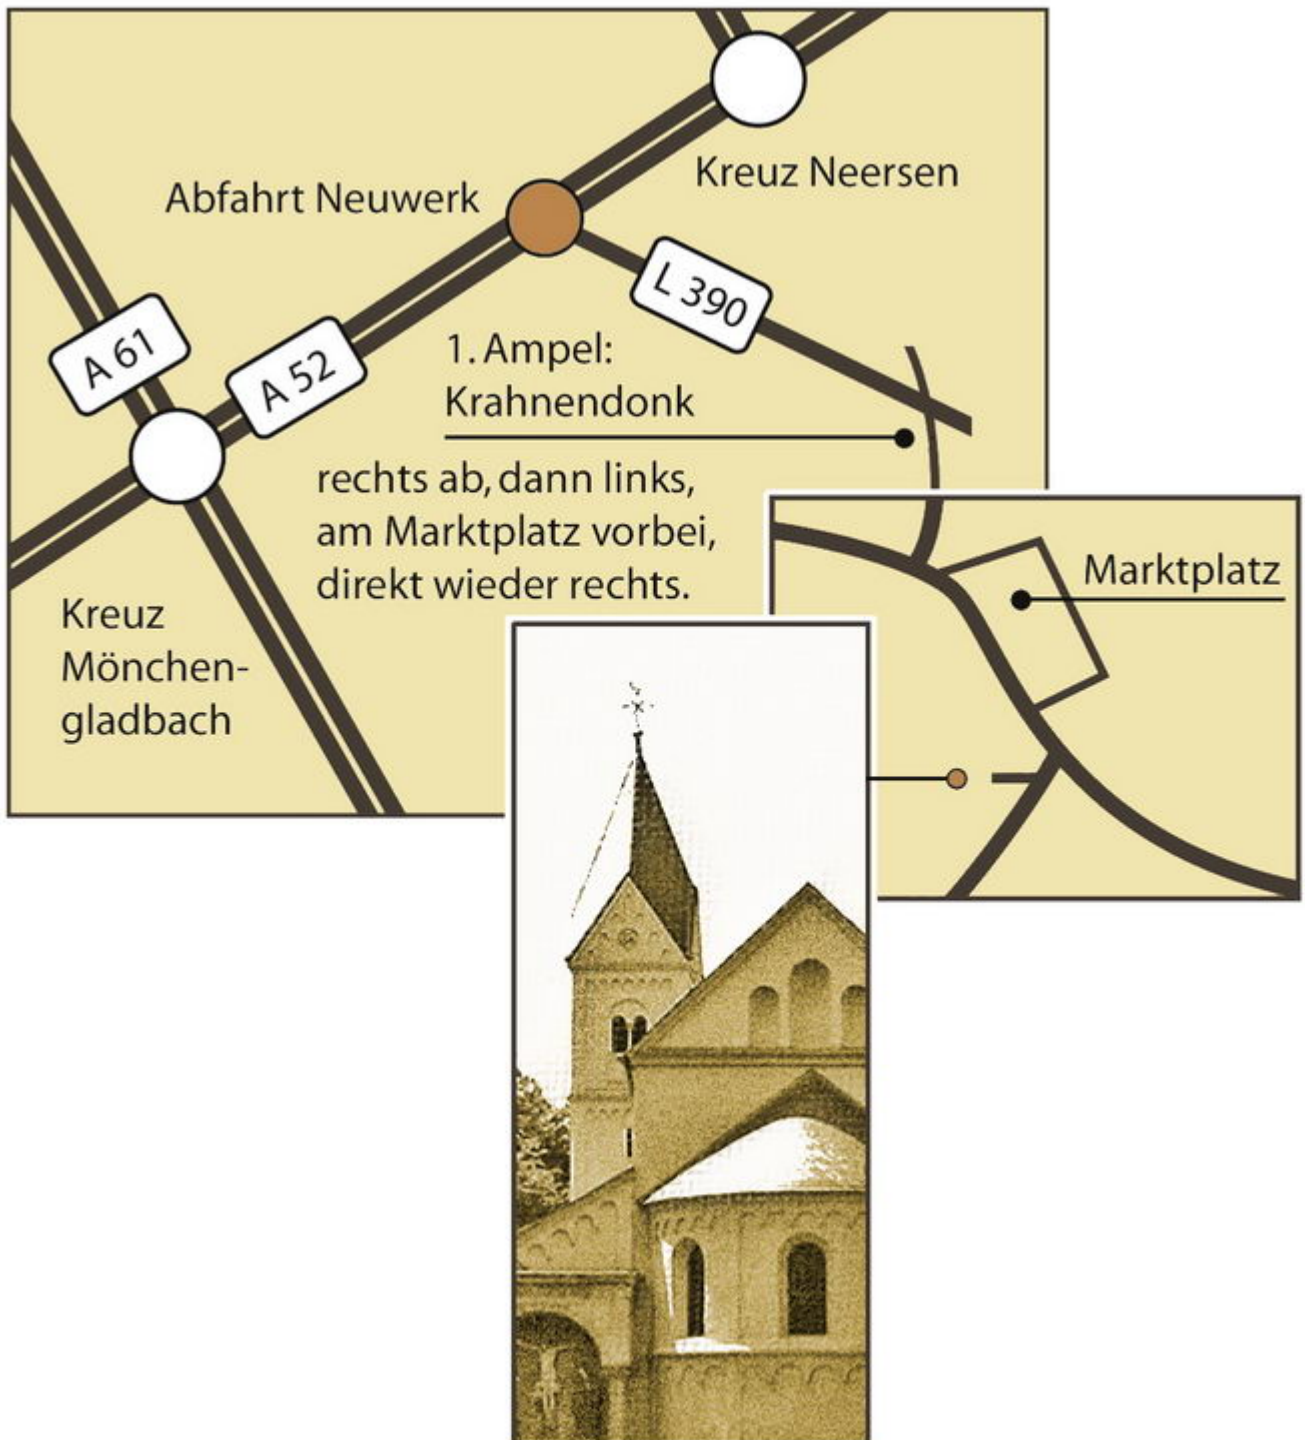 Kreuz Neersen
Abfahrt Neuwerk
L 390
A 61
A 52
1. Ampel:
Krahnendonk
rechts ab, dann links,
am Marktplatz vorbei,
direkt wieder rechts.
Marktplatz
Kreuz
Mönchen-
gladbach